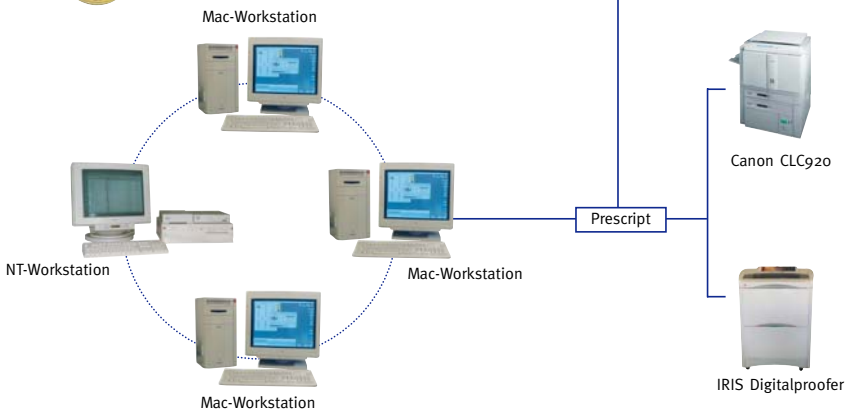 Mac-Workstation
Canon CLC920
Prescript
NT-Workstation
Mac-Workstation
IRIS Digitalproofer
Mac-Workstation